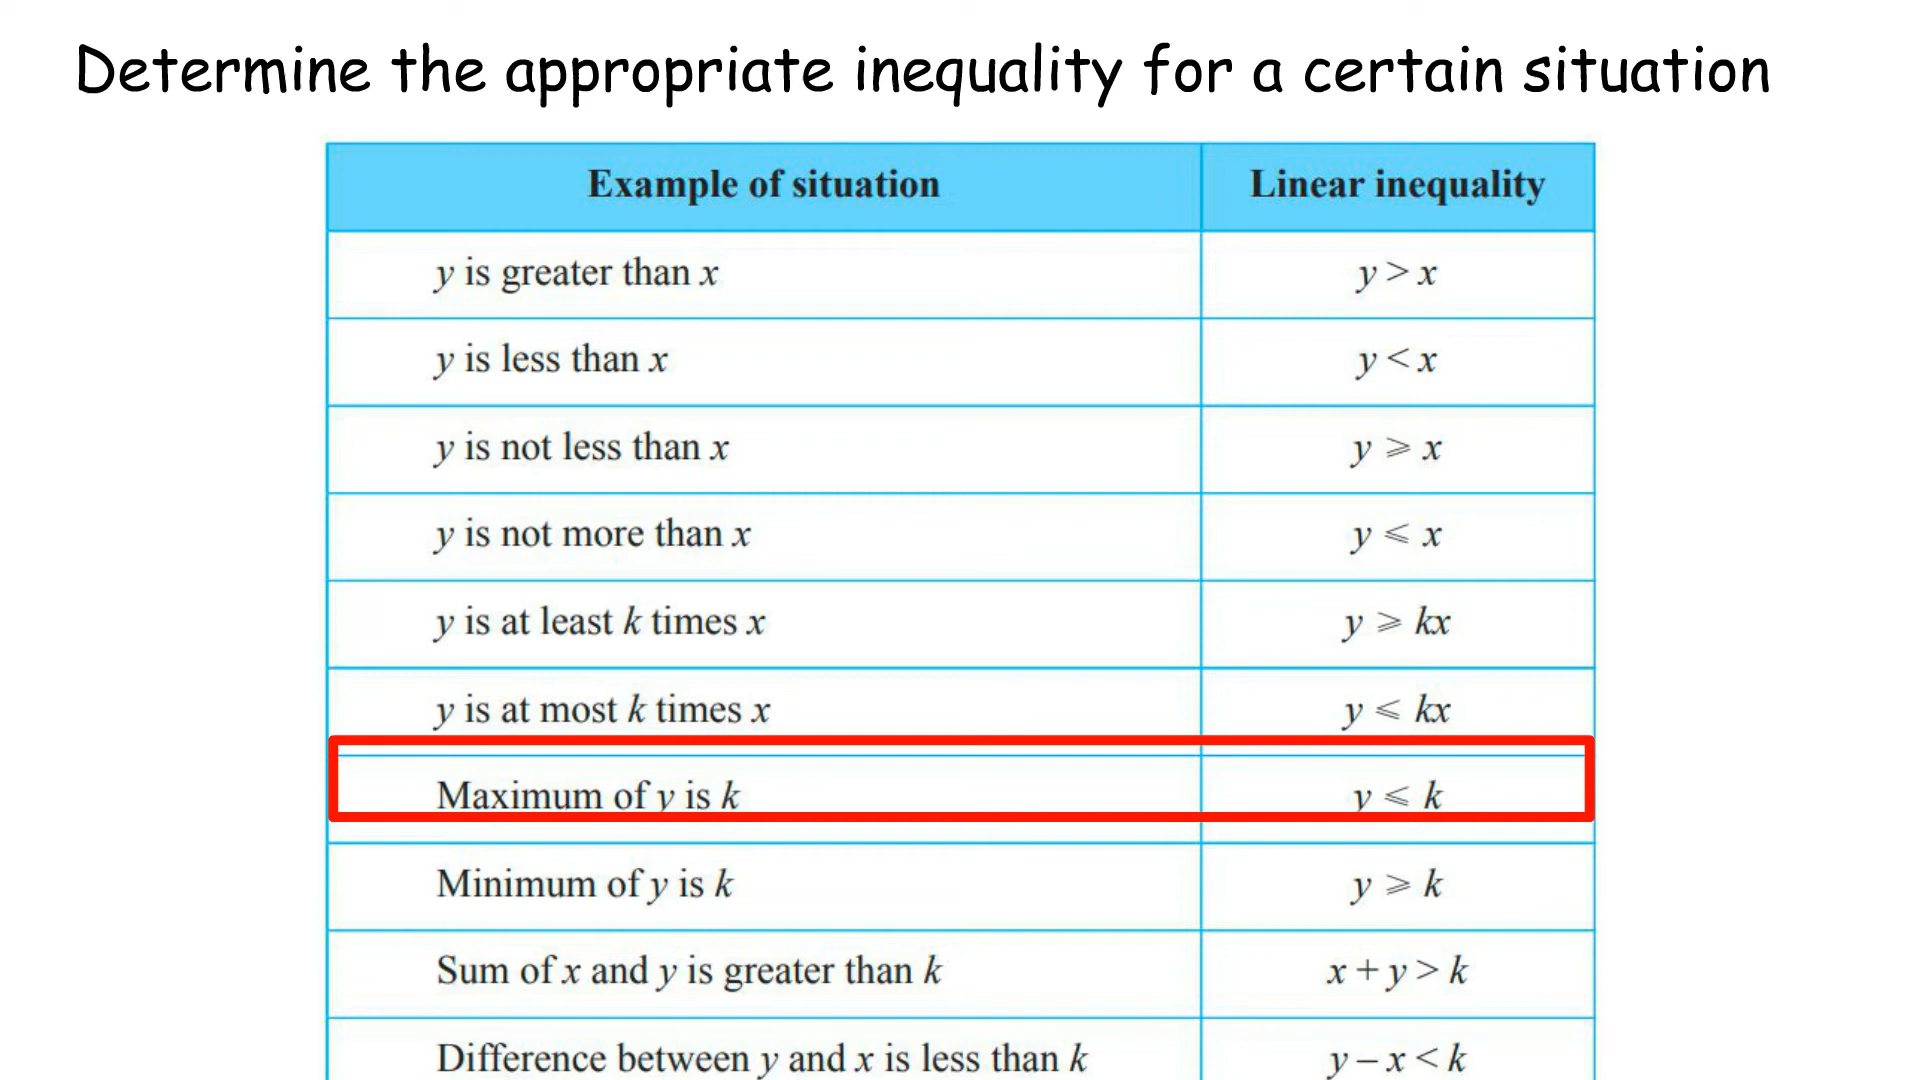 Determine the appropriate inequality for a certain situation
Example of situation Linear inequality
y is greater than x y > x
y is less than x y < x
y is not less than x y ⩾ x
y is not more than x y ⩽ x
y is at least k times x y ⩾ kx
y is at most k times x y ⩽ kx
Maximum of y is k y ⩽ k
Minimum of y is k y ⩾ k
Sum of x and y is greater than k x + y > k
Difference between y and x is less than k y – x < k